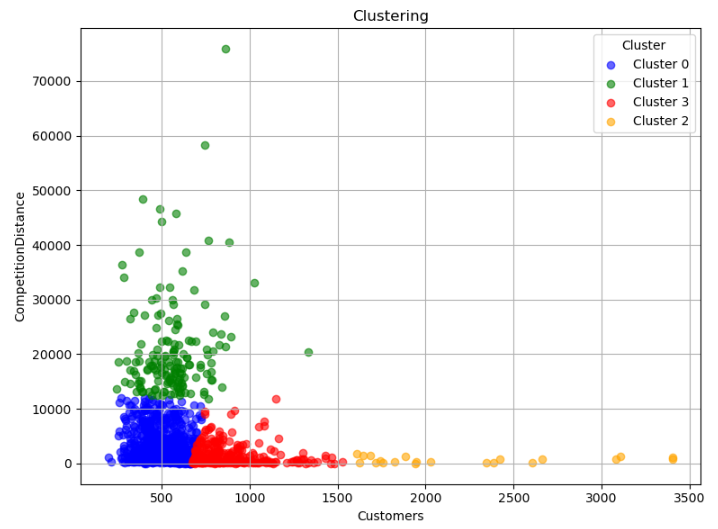 Clustering
Cluster
Cluster 0
Cluster 1
Cluster 3
Cluster 2
CompetitionDistance
70000
60000
50000
40000
30000
20000
10000
0
500
1000
1500
2000
2500
3000
3500
Customers